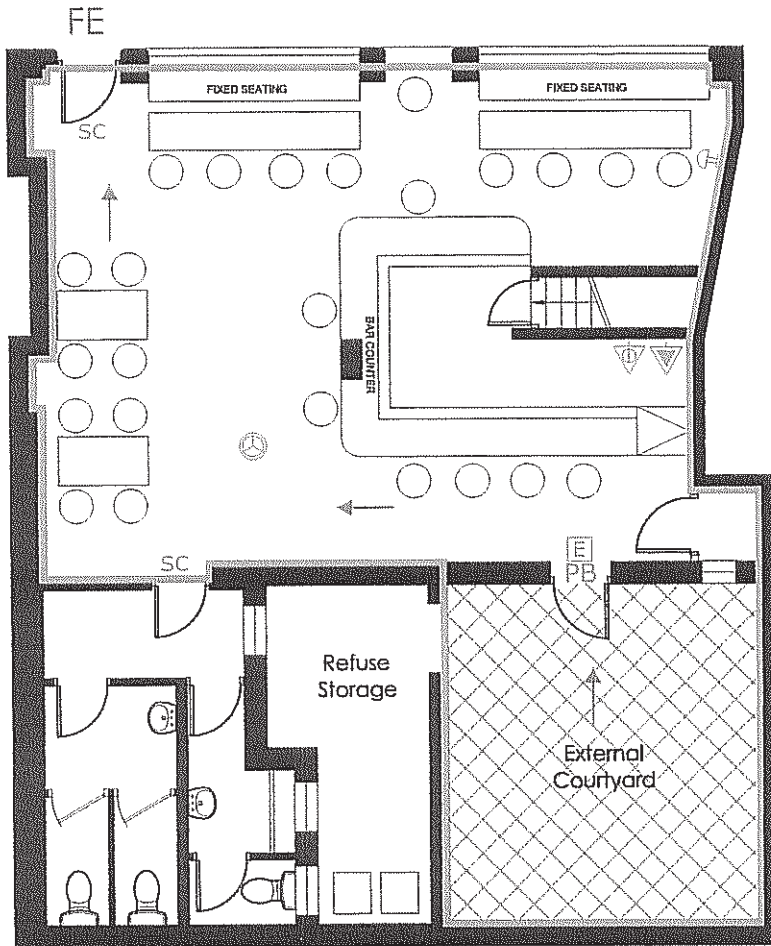 FE
FIXED SEATING
FIXED SEATING
SC
BAR COUNTER
SC
E
PB
Refuse
Storage
External
Courtyard